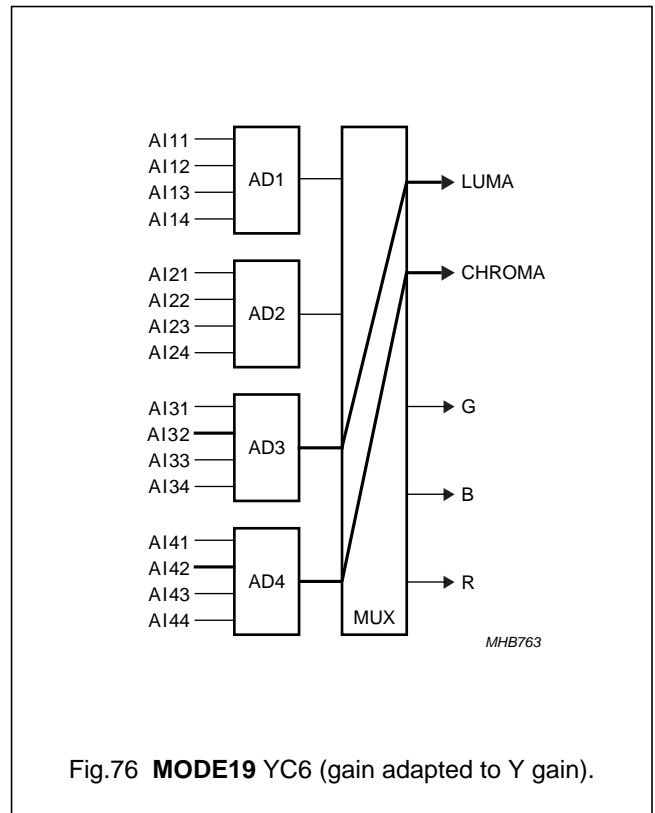 AI11
AI12
AI13
AI14
AD1
AI21
AI22
AI23
AI24
AD2
AI31
AI32
AI33
AI34
AD3
AI41
AI42
AI43
AI44
AD4
MUX
LUMA
CHROMA
G
B
R
MHB763
Fig.76 MODE19 YC6 (gain adapted to Y gain).